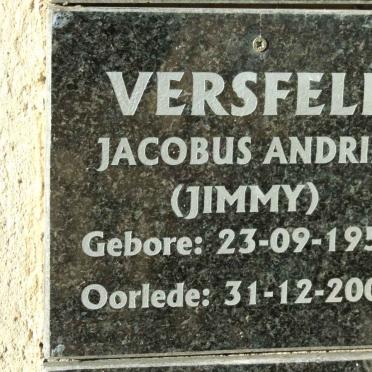 VERSFEL
JACOBUS ANDRI
(JIMMY)
Gebore: 23-09-195
Oorlede: 31-12-200